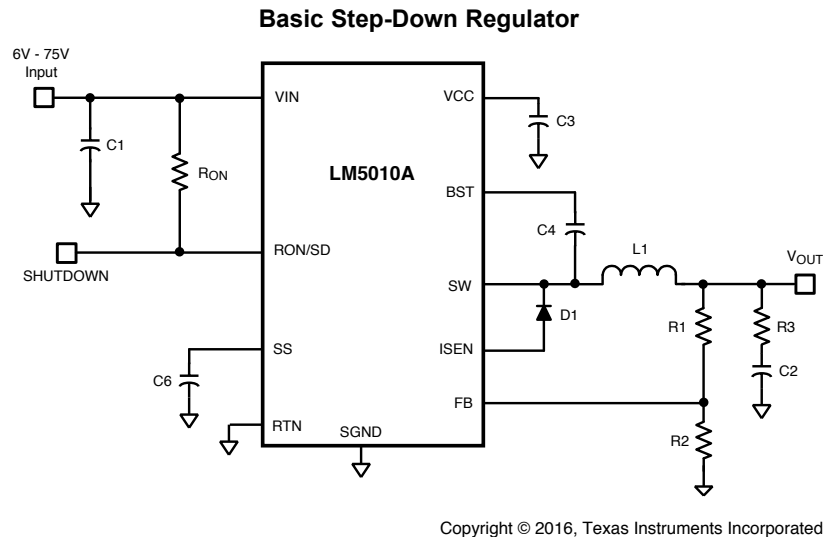 Basic Step-Down Regulator
6V - 75V
Input
VIN
VCC
C3
C1
RON
LM5010A
BST
C4
L1
VOUT
SHUTDOWN
RON/SD
SW
D1
R1
R3
ISEN
C2
SS
C6
FB
RTN
SGND
R2
Copyright © 2016, Texas Instruments Incorporated